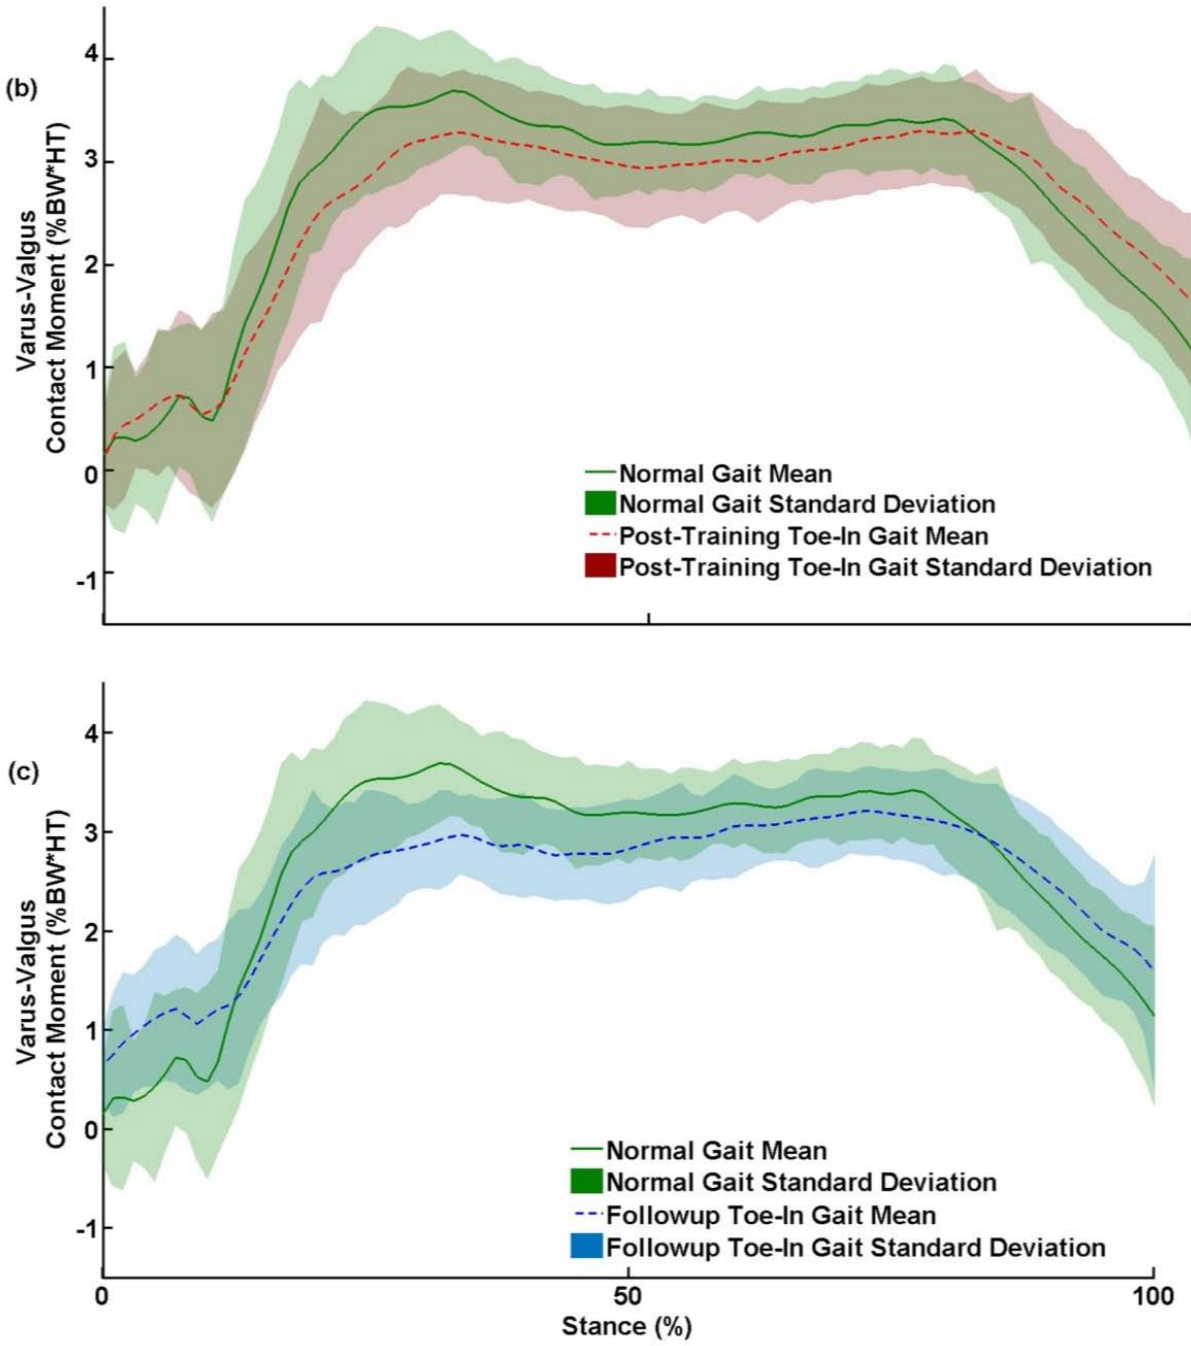 (b)
Varus-Valgus
Contact Moment (%BW*HT)
4
3
2
1
0
-1
Normal Gait Mean
Normal Gait Standard Deviation
Post-Training Toe-In Gait Mean
Post-Training Toe-In Gait Standard Deviation
(c)
Varus-Valgus
Contact Moment (%BW*HT)
4
3
2
1
0
-1
Normal Gait Mean
Normal Gait Standard Deviation
Followup Toe-In Gait Mean
Followup Toe-In Gait Standard Deviation
0 50 100
Stance (%)